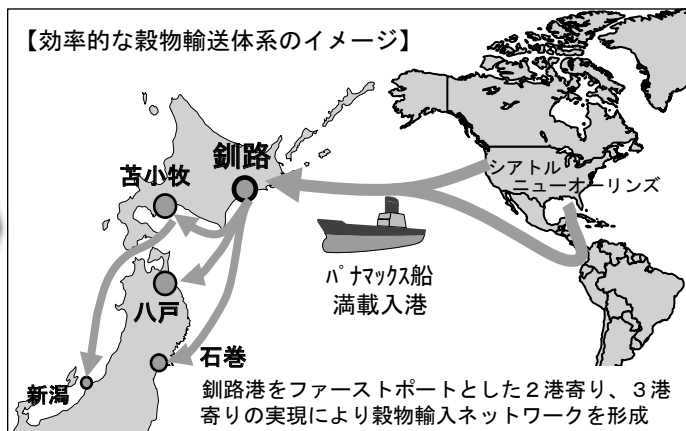 【効率的な穀物輸送体系のイメージ】
釧路
苫小牧
シアトル
ニューオーリンズ
パナマックス船
満載入港
八戸
石巻
新潟
釧路港をファーストポートとした2港寄り、3港
寄りの実現により穀物輸入ネットワークを形成